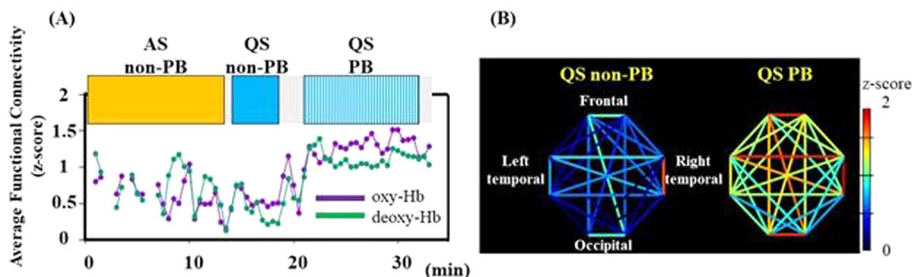 (A)
AS
non-PB
QS
non-PB
QS
PB
Average Functional Connectivity
(z-score)
2
1.5
1
0.5
0
oxy-Hb
deoxy-Hb
0
10
20
30
(min)
(B)
QS non-PB
QS PB
Frontal
Left
temporal
Right
temporal
Occipital
z-score
2
0